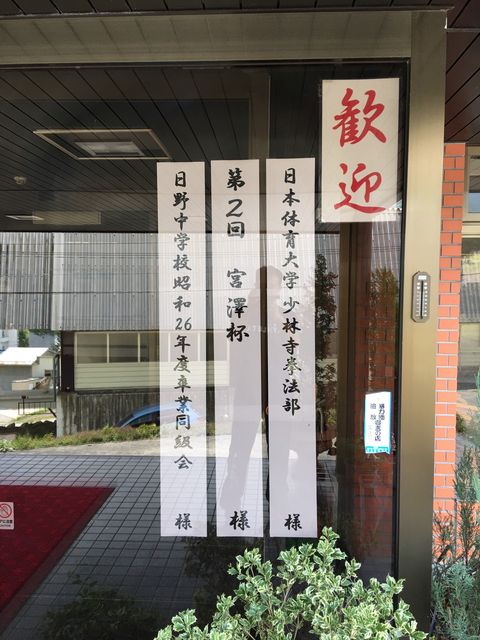 歓迎
日本体育大学少林寺拳法部 様
第2回 宮澤杯 様
日野中学校昭和26年度卒業同級会 様